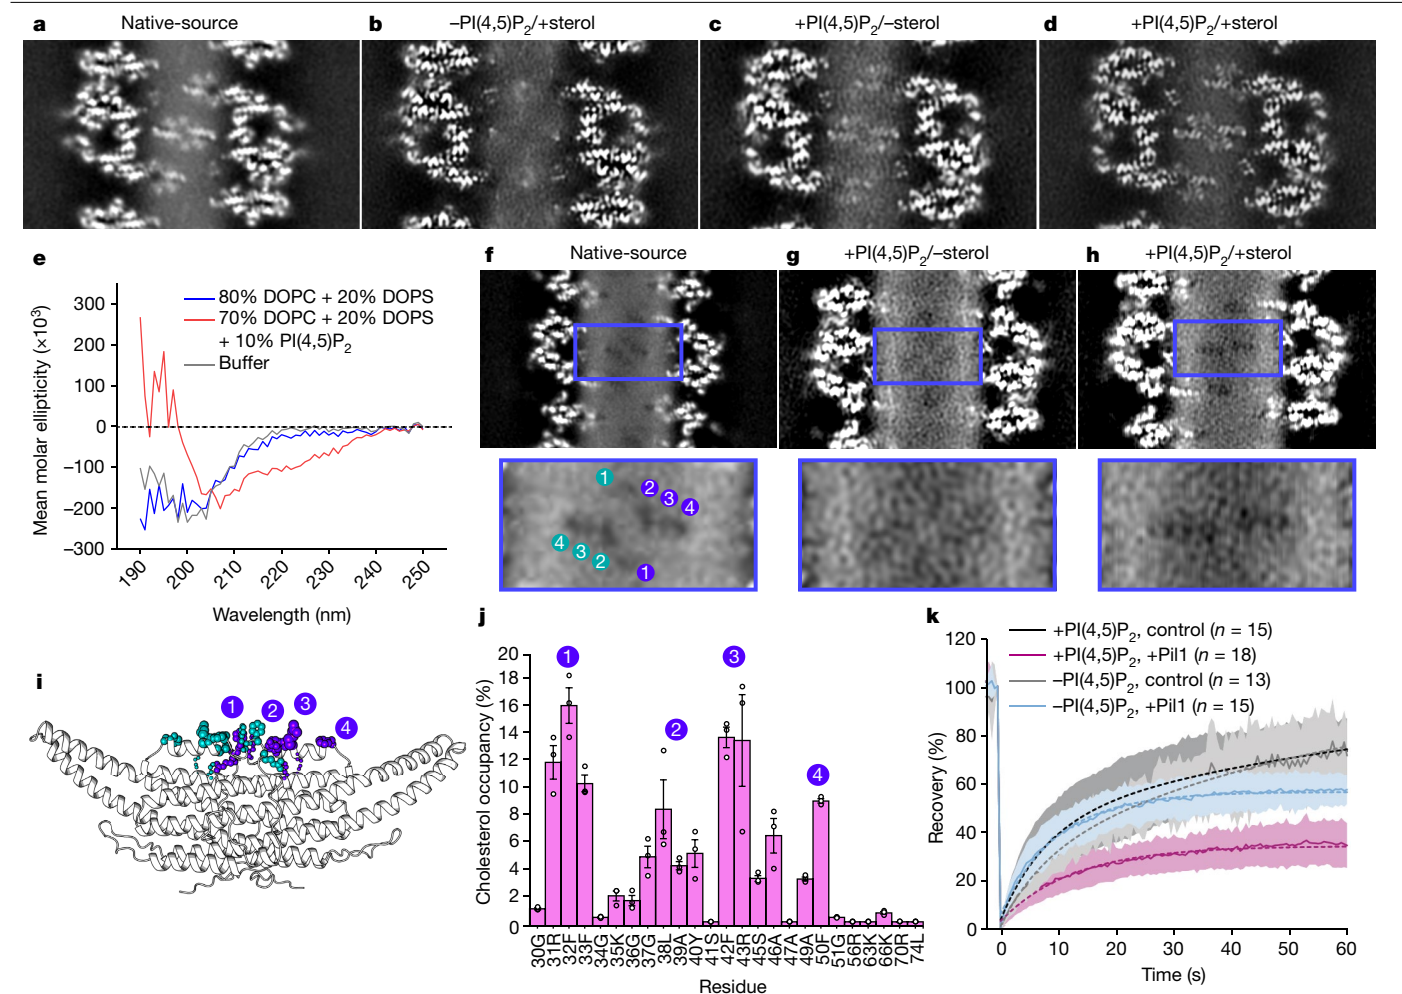 a Native-source
b –PI(4,5)P2/+sterol
c +PI(4,5)P2/–sterol
d +PI(4,5)P2/+sterol
e
Mean molar ellipticity (×10³)
300
200
100
0
–100
–200
–300
190 200 210 220 230 240 250
Wavelength (nm)
80% DOPC + 20% DOPS
70% DOPC + 20% DOPS
+ 10% PI(4,5)P2
Buffer
f Native-source
g +PI(4,5)P2/–sterol
h +PI(4,5)P2/+sterol
1
2
3
4
4
3
2
1
i
1 2 3 4
j
Cholesterol occupancy (%)
20
18
16
14
12
10
8
6
4
2
0
1
2
3
4
30G 31R 32F 33F 34G 35K 36G 37G 38L 39A 40Y 41S 42F 43R 45S 46A 47A 49A 50F 51G 56R 63K 66K 70R 74L
Residue
k
+PI(4,5)P2, control (n = 15)
+PI(4,5)P2, +Pil1 (n = 18)
–PI(4,5)P2, control (n = 13)
–PI(4,5)P2, +Pil1 (n = 15)
Recovery (%)
120
100
80
60
40
20
0
0 10 20 30 40 50 60
Time (s)